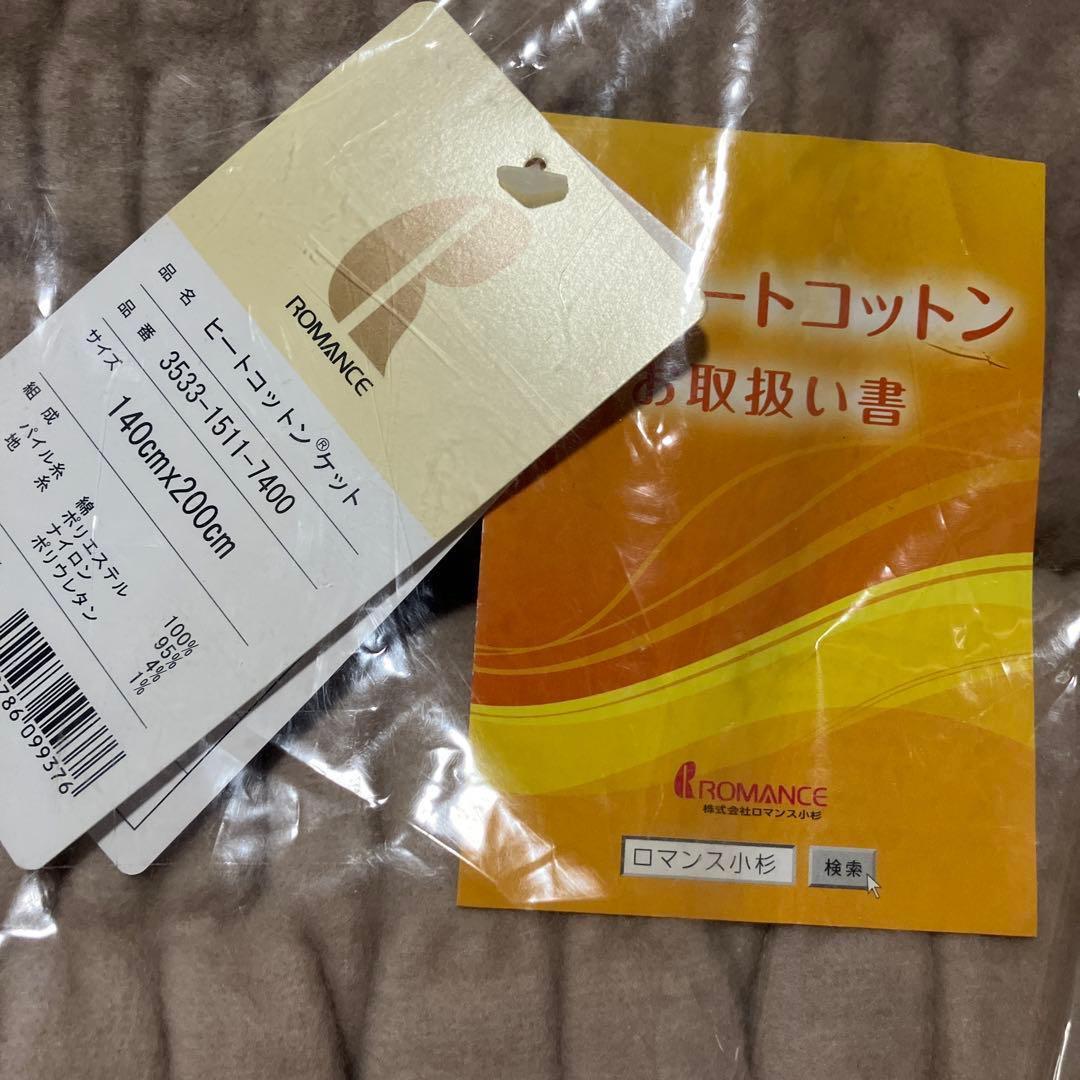 ROMANCE
品名 ヒートコットン®ケット
品番 3533-1511-7400
サイズ 140cmx200cm
組成 パイル糸 綿 100%
地糸 ポリエステル 95%
ナイロン 4%
ポリウレタン 1%
786099376
ートコットン
お取扱い書
ROMANCE
株式会社ロマンス小杉
ロマンス小杉 検索